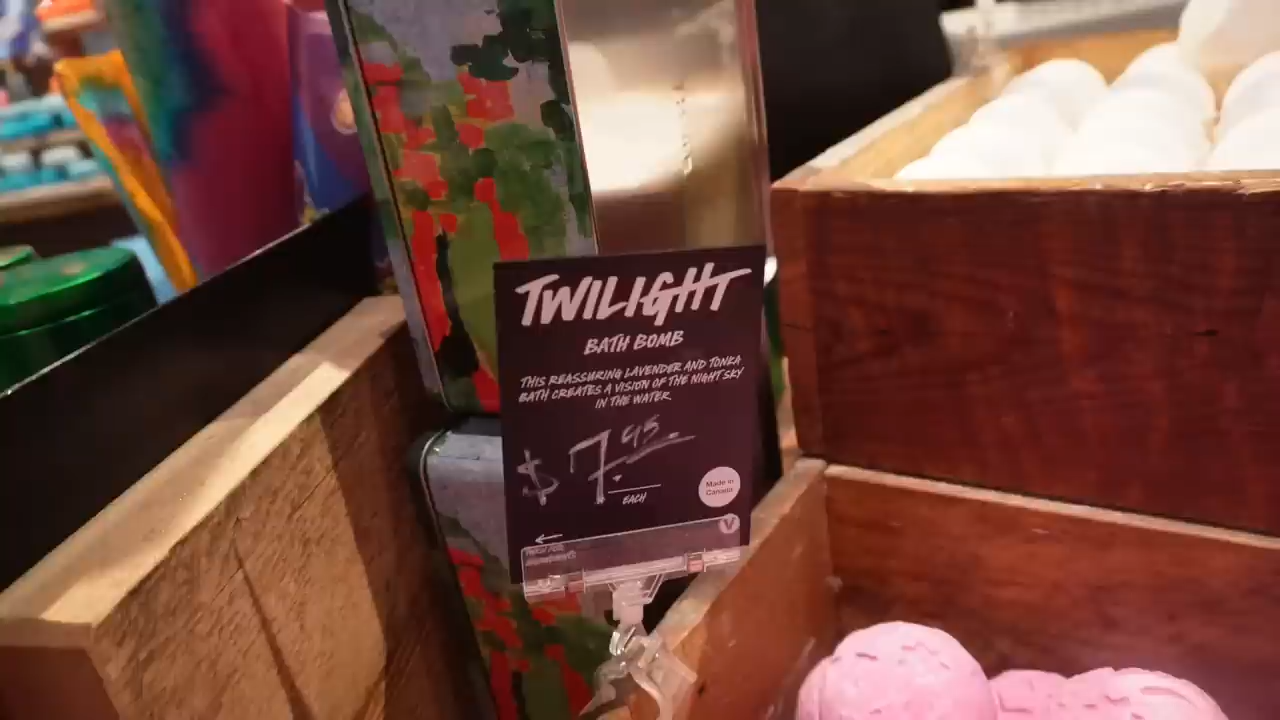 TWILIGHT
BATH BOMB
THIS REASSURING LAVENDER AND TONKA
BATH CREATES A VISION OF THE NIGHT SKY
IN THE WATER
$7.95
EACH
Made in
Canada
V